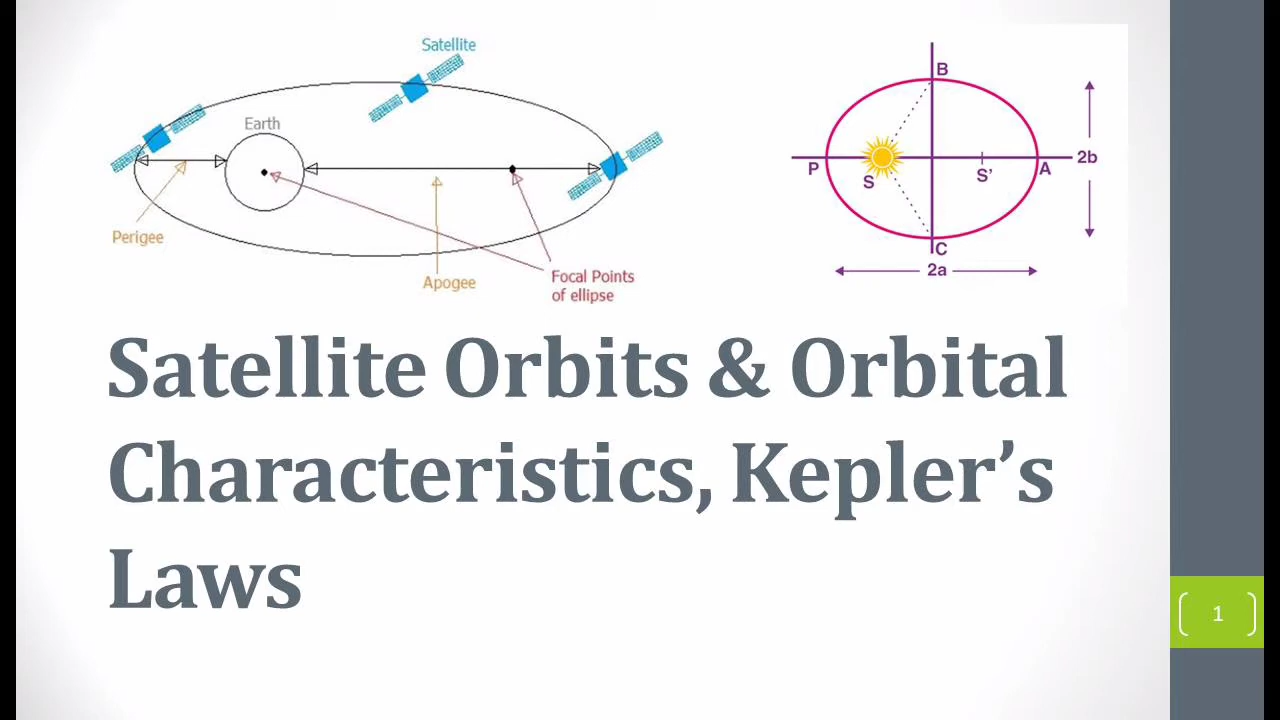 Satellite
Earth
Perigee
Apogee
Focal Points
of ellipse
B
P
S
S’
A
2b
C
2a
Satellite Orbits & Orbital
Characteristics, Kepler’s
Laws
1